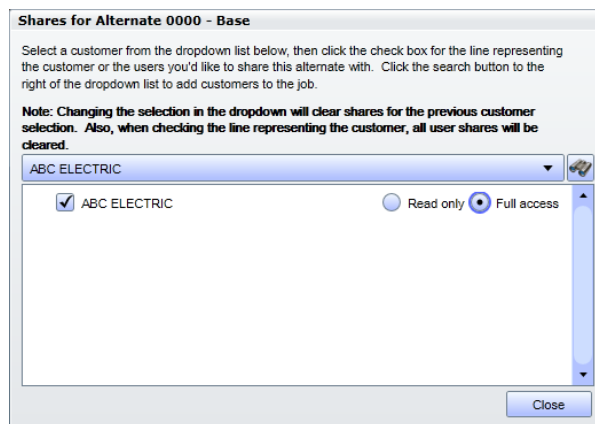 Shares for Alternate 0000 - Base
Select a customer from the dropdown list below, then click the check box for the line representing
the customer or the users you'd like to share this alternate with.  Click the search button to the
right of the dropdown list to add customers to the job.
Note: Changing the selection in the dropdown will clear shares for the previous customer
selection.  Also, when checking the line representing the customer, all user shares will be
cleared.
ABC ELECTRIC
ABC ELECTRIC Read only Full access
Close